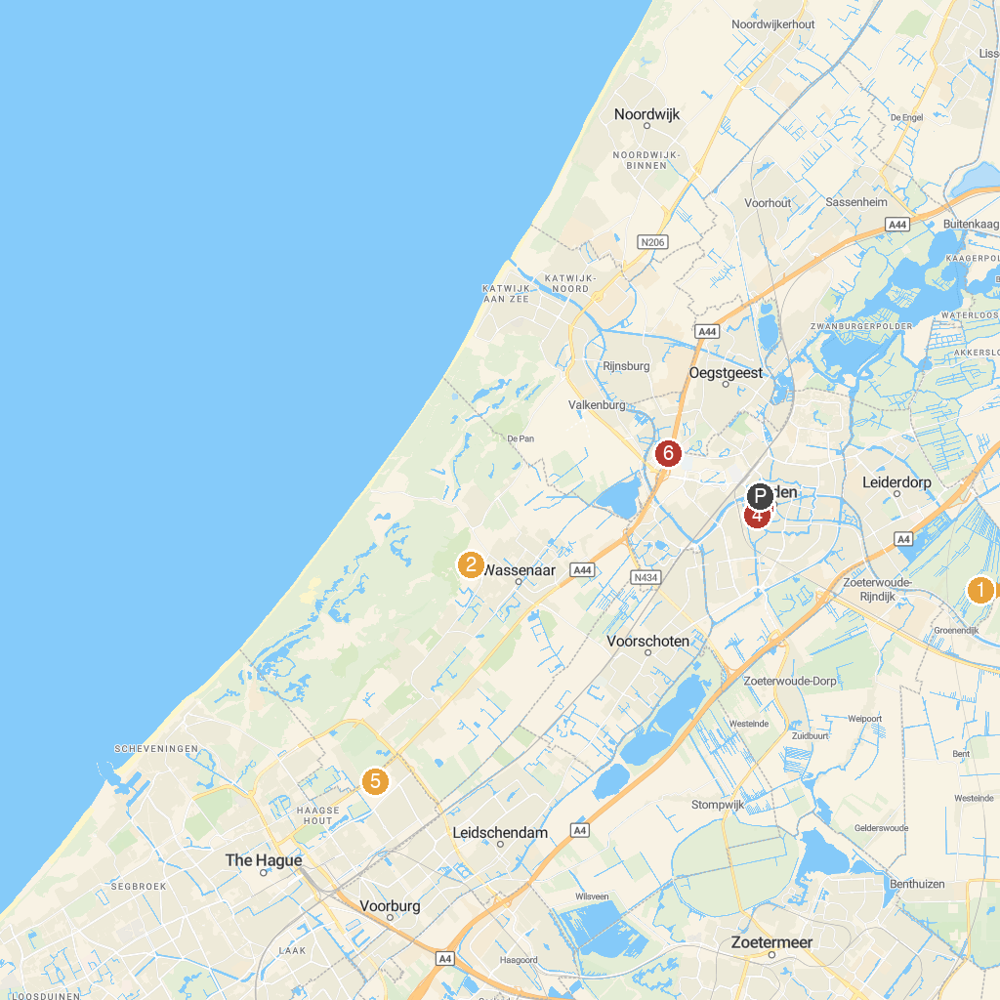 Noordwijkerhout
Noordwijk
De Engel
NOORDWIJK-
BINNEN
Voorhout
Sassenheim
A44
Buitenkaag
N206
KATWIJK
AAN ZEE
KATWIJK-
NOORD
WATERLOOS
ZWANBURGERPOLDER
A44
Rijnsburg
Oegstgeest
Valkenburg
De Pan
6
Leiderdorp
P
4
A4
2
Wassenaar
A44
N434
Zoeterwoude-
Rijndijk
1
Groenendijk
Voorschoten
Zoeterwoude-Dorp
Westeinde
Weipoort
Zuidbuurt
SCHEVENINGEN
Bent
5
Westeinde
Stompwijk
HAAGSE
HOUT
Leidschendam
A4
Gelderswoude
The Hague
SEGBROEK
Benthuizen
Voorburg
Wilsveen
LAAK
Zoetermeer
A4
Haagoord
LOOSDUINEN